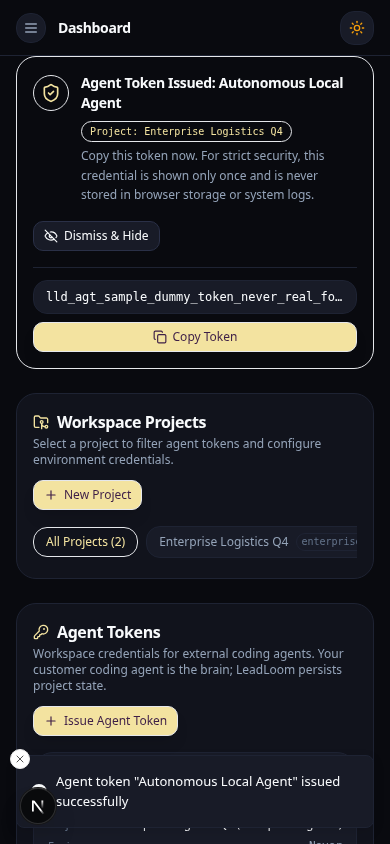 Dashboard
Agent Token Issued: Autonomous Local
Agent
Project: Enterprise Logistics Q4
Copy this token now. For strict security, this
credential is shown only once and is never
stored in browser storage or system logs.
Dismiss & Hide
lld_agt_sample_dummy_token_never_real_fo…
Copy Token
Workspace Projects
Select a project to filter agent tokens and configure
environment credentials.
New Project
All Projects (2)
Enterprise Logistics Q4
enterprise
Agent Tokens
Workspace credentials for external coding agents. Your
customer coding agent is the brain; LeadLoom persists
project state.
Issue Agent Token
Agent token "Autonomous Local Agent" issued
successfully
N